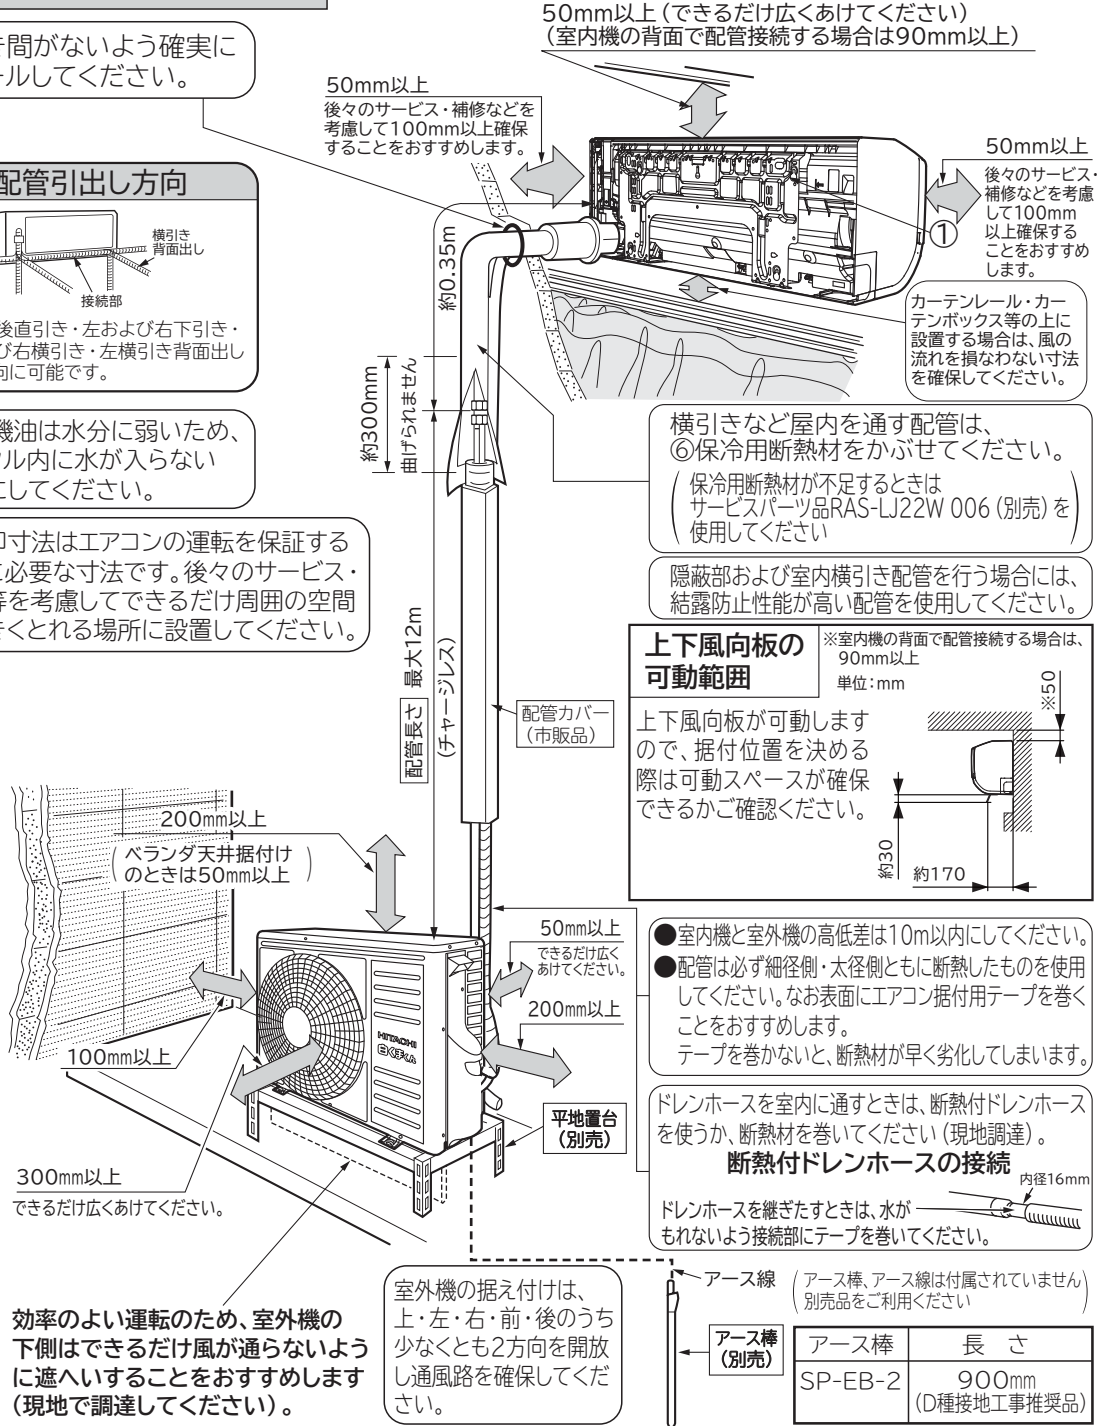 50mm以上（できるだけ広くあけてください）
（室内機の背面で配管接続する場合は90mm以上）
間がないよう確実に
ールしてください。
50mm以上
後々のサービス・補修などを
考慮して100mm以上確保
することをおすすめします。
50mm以上
後々のサービス・
補修などを考慮
して100mm
以上確保する
ことをおすすめ
します。
①
配管引出し方向
横引き
背面出し
接続部
後直引き・左および右下引き・
び右横引き・左横引き背面出し
向に可能です。
約0.35m
約300mm
曲げられません
カーテンレール・カー
テンボックス等の上に
設置する場合は、風の
流れを損なわない寸法
を確保してください。
機油は水分に弱いため、
クル内に水が入らない
にしてください。
横引きなど屋内を通す配管は、
⑥保冷用断熱材をかぶせてください。
（保冷用断熱材が不足するときは
サービスパーツ品RAS-LJ22W 006（別売）を
使用してください）
印寸法はエアコンの運転を保証する
に必要な寸法です。後々のサービス・
等を考慮してできるだけ周囲の空間
きくとれる場所に設置してください。
隠蔽部および室内横引き配管を行う場合には、
結露防止性能が高い配管を使用してください。
配管長さ 最大12m
（チャージレス）
配管カバー
（市販品）
上下風向板の
可動範囲
※室内機の背面で配管接続する場合は、
90mm以上
単位：mm
上下風向板が可動します
ので、据付位置を決める
際は可動スペースが確保
できるかご確認ください。
※50
約30
約170
200mm以上
（ベランダ天井据付け
のときは50mm以上）
50mm以上
できるだけ広く
あけてください。
200mm以上
100mm以上
HITACHI
日立
300mm以上
できるだけ広くあけてください。
平地置台
（別売）
●室内機と室外機の高低差は10m以内にしてください。
●配管は必ず細径側・太径側ともに断熱したものを使用
してください。なお表面にエアコン据付用テープを巻く
ことをおすすめします。
テープを巻かないと、断熱材が早く劣化してしまいます。
ドレンホースを室内に通すときは、断熱付ドレンホース
を使うか、断熱材を巻いてください（現地調達）。
断熱付ドレンホースの接続
内径16mm
ドレンホースを継ぎたすときは、水が
もれないよう接続部にテープを巻いてください。
効率のよい運転のため、室外機の
下側はできるだけ風が通らないよう
に遮へいすることをおすすめします
（現地で調達してください）。
室外機の据え付けは、
上・左・右・前・後のうち
少なくとも2方向を開放
し通風路を確保してくだ
さい。
アース線
（アース棒、アース線は付属されていません
別売品をご利用ください）
アース棒
（別売）
アース棒 長さ
SP-EB-2 900mm
（D種接地工事推奨品）